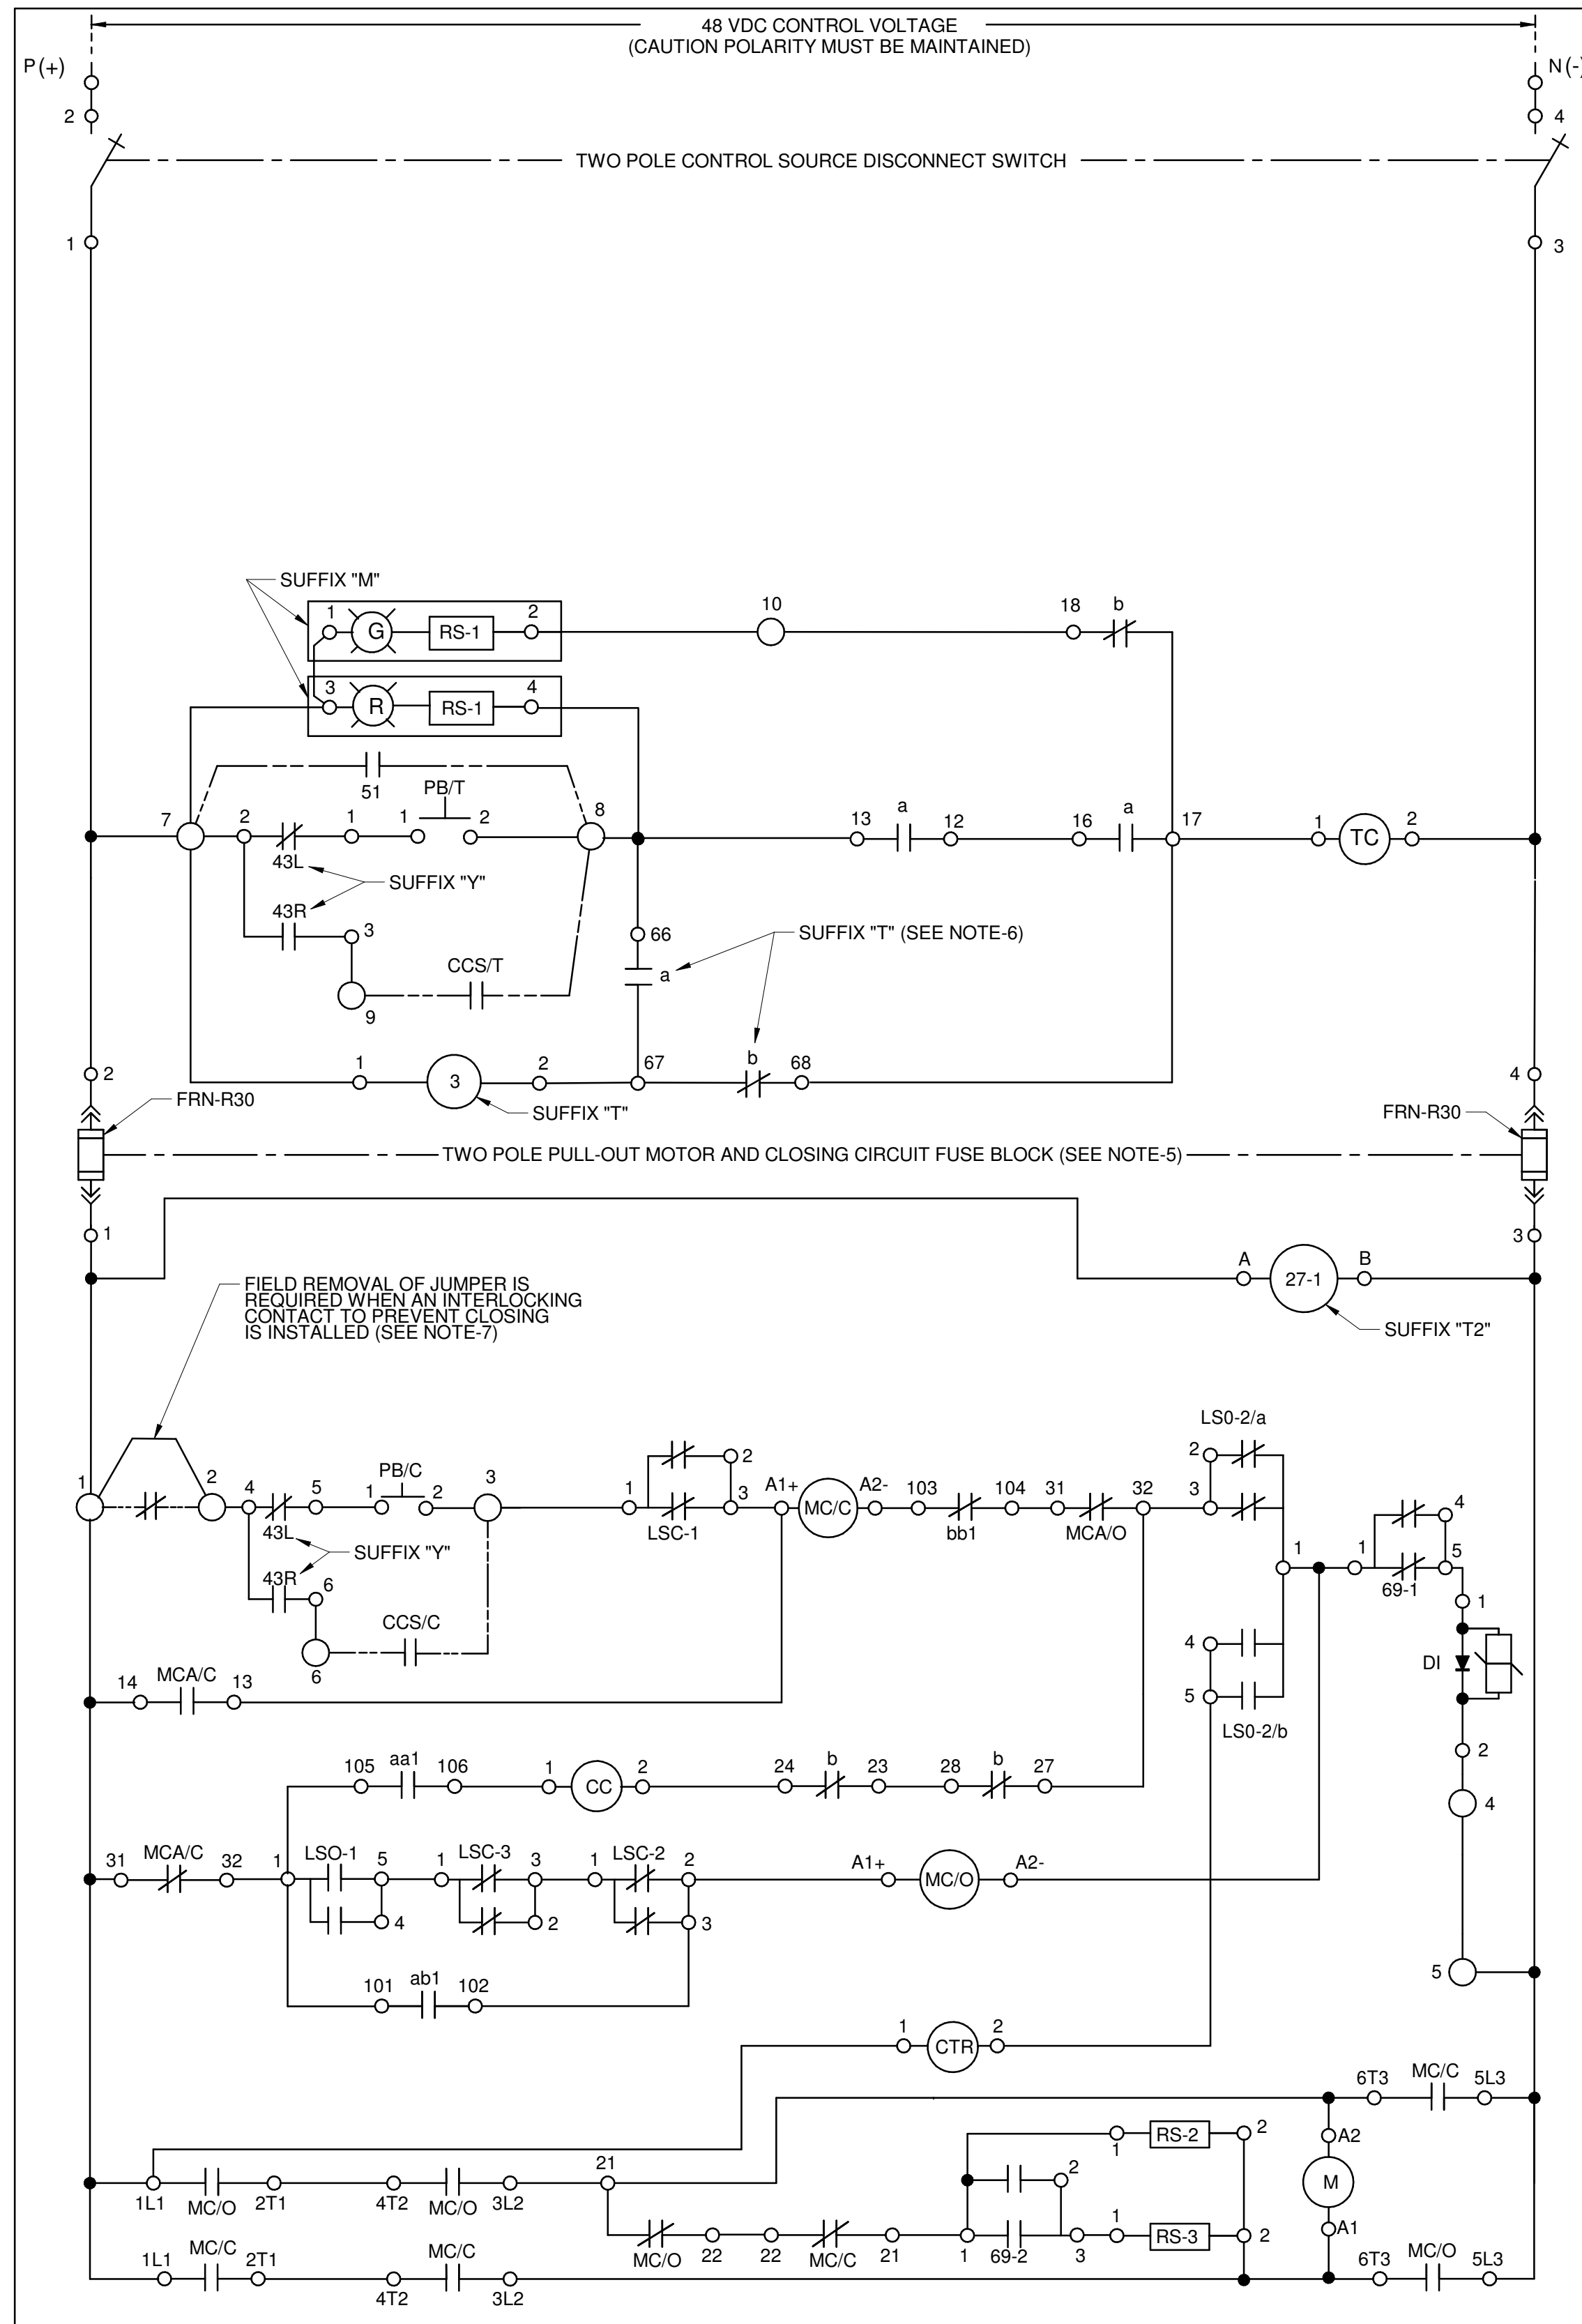 48 VDC CONTROL VOLTAGE
(CAUTION POLARITY MUST BE MAINTAINED)
P(+)
N(-)
2
4
TWO POLE CONTROL SOURCE DISCONNECT SWITCH
1
3
SUFFIX "M"
1
G
RS-1
2
10
18
b
3
R
RS-1
4
51
PB/T
7
2
1
1
2
8
13
a
12
16
a
17
1
TC
2
43L
SUFFIX "Y"
43R
3
66
SUFFIX "T" (SEE NOTE-6)
CCS/T
a
9
1
3
2
67
b
68
2
4
SUFFIX "T"
FRN-R30
FRN-R30
TWO POLE PULL-OUT MOTOR AND CLOSING CIRCUIT FUSE BLOCK (SEE NOTE-5)
1
3
A
27-1
B
FIELD REMOVAL OF JUMPER IS
REQUIRED WHEN AN INTERLOCKING
CONTACT TO PREVENT CLOSING
IS INSTALLED (SEE NOTE-7)
SUFFIX "T2"
LS0-2/a
2
2
1
2
4
5
PB/C
1
2
3
1
3
A1+
MC/C
A2-
103
104
31
32
3
4
43L
LSC-1
bb1
MCA/O
1
1
5
SUFFIX "Y"
69-1
43R
6
1
CCS/C
4
6
DI
14
MCA/C
13
5
LS0-2/b
105
aa1
106
1
CC
2
24
b
23
28
b
27
2
4
31
MCA/C
32
1
LSO-1
5
1
LSC-3
3
1
LSC-2
2
A1+
MC/O
A2-
4
2
3
5
101
ab1
102
1
CTR
2
6T3
MC/C
5L3
RS-2
2
A2
1
21
2
M
1L1
MC/O
2T1
4T2
MC/O
3L2
1
RS-3
2
A1
MC/O
22
22
MC/C
21
1
69-2
3
1L1
MC/C
2T1
MC/C
6T3
MC/O
5L3
4T2
3L2